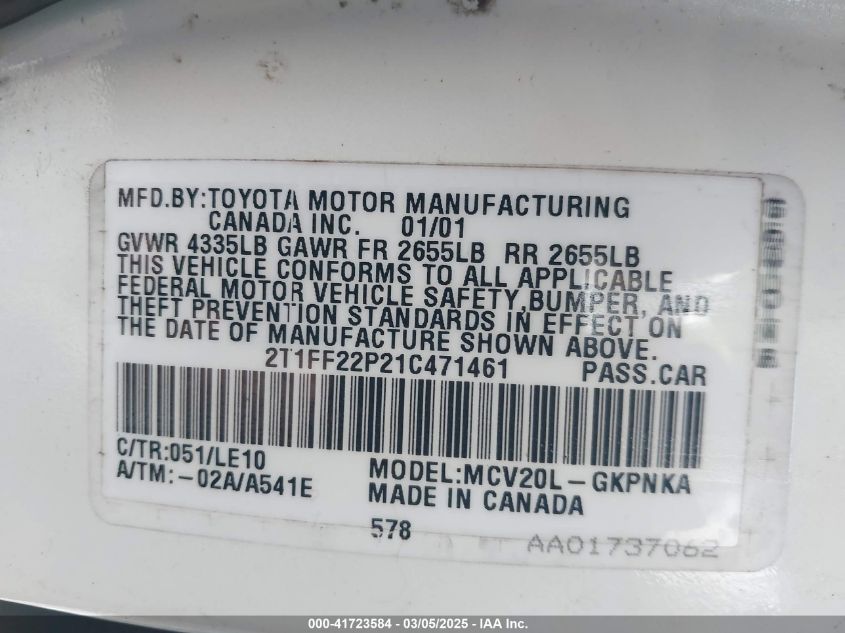 MFD.BY:TOYOTA MOTOR MANUFACTURING
CANADA INC. 01/01
GVWR 4335LB GAWR FR 2655LB RR 2655LB
THIS VEHICLE CONFORMS TO ALL APPLICABLE
FEDERAL MOTOR VEHICLE SAFETY,BUMPER, AND
THEFT PREVENTION STANDARDS IN EFFECT ON
THE DATE OF MANUFACTURE SHOWN ABOVE.
2T1FF22P21C471461 PASS.CAR
C/TR:051/LE10
A/TM:-02A/A541E
MODEL:MCV20L-GKPNKA
MADE IN CANADA
578
AA01737062
000-41723584 / 03/05/2025 - IAA Inc.